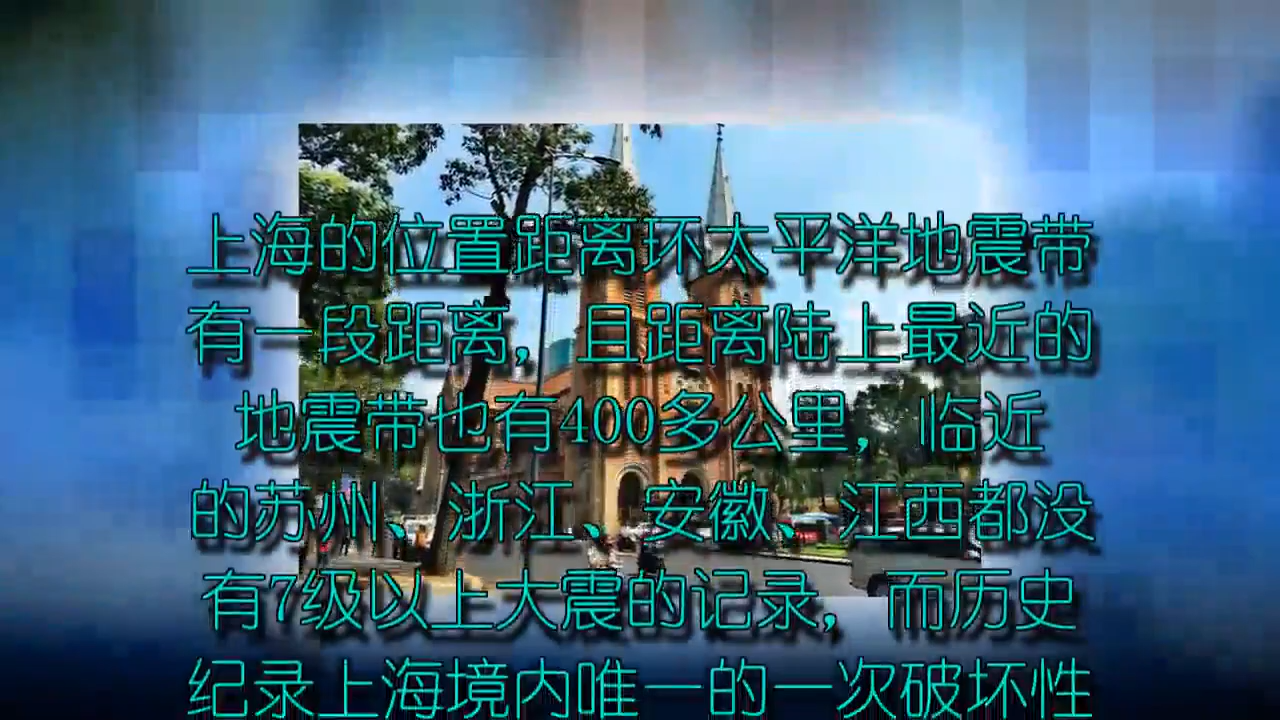 上海的位置距离环太平洋地震带
有一段距离，且距离陆上最近的
地震带也有400多公里，临近
的苏州、浙江、安徽、江西都没
有7级以上大震的记录，而历史
纪录上海境内唯一的一次破坏性